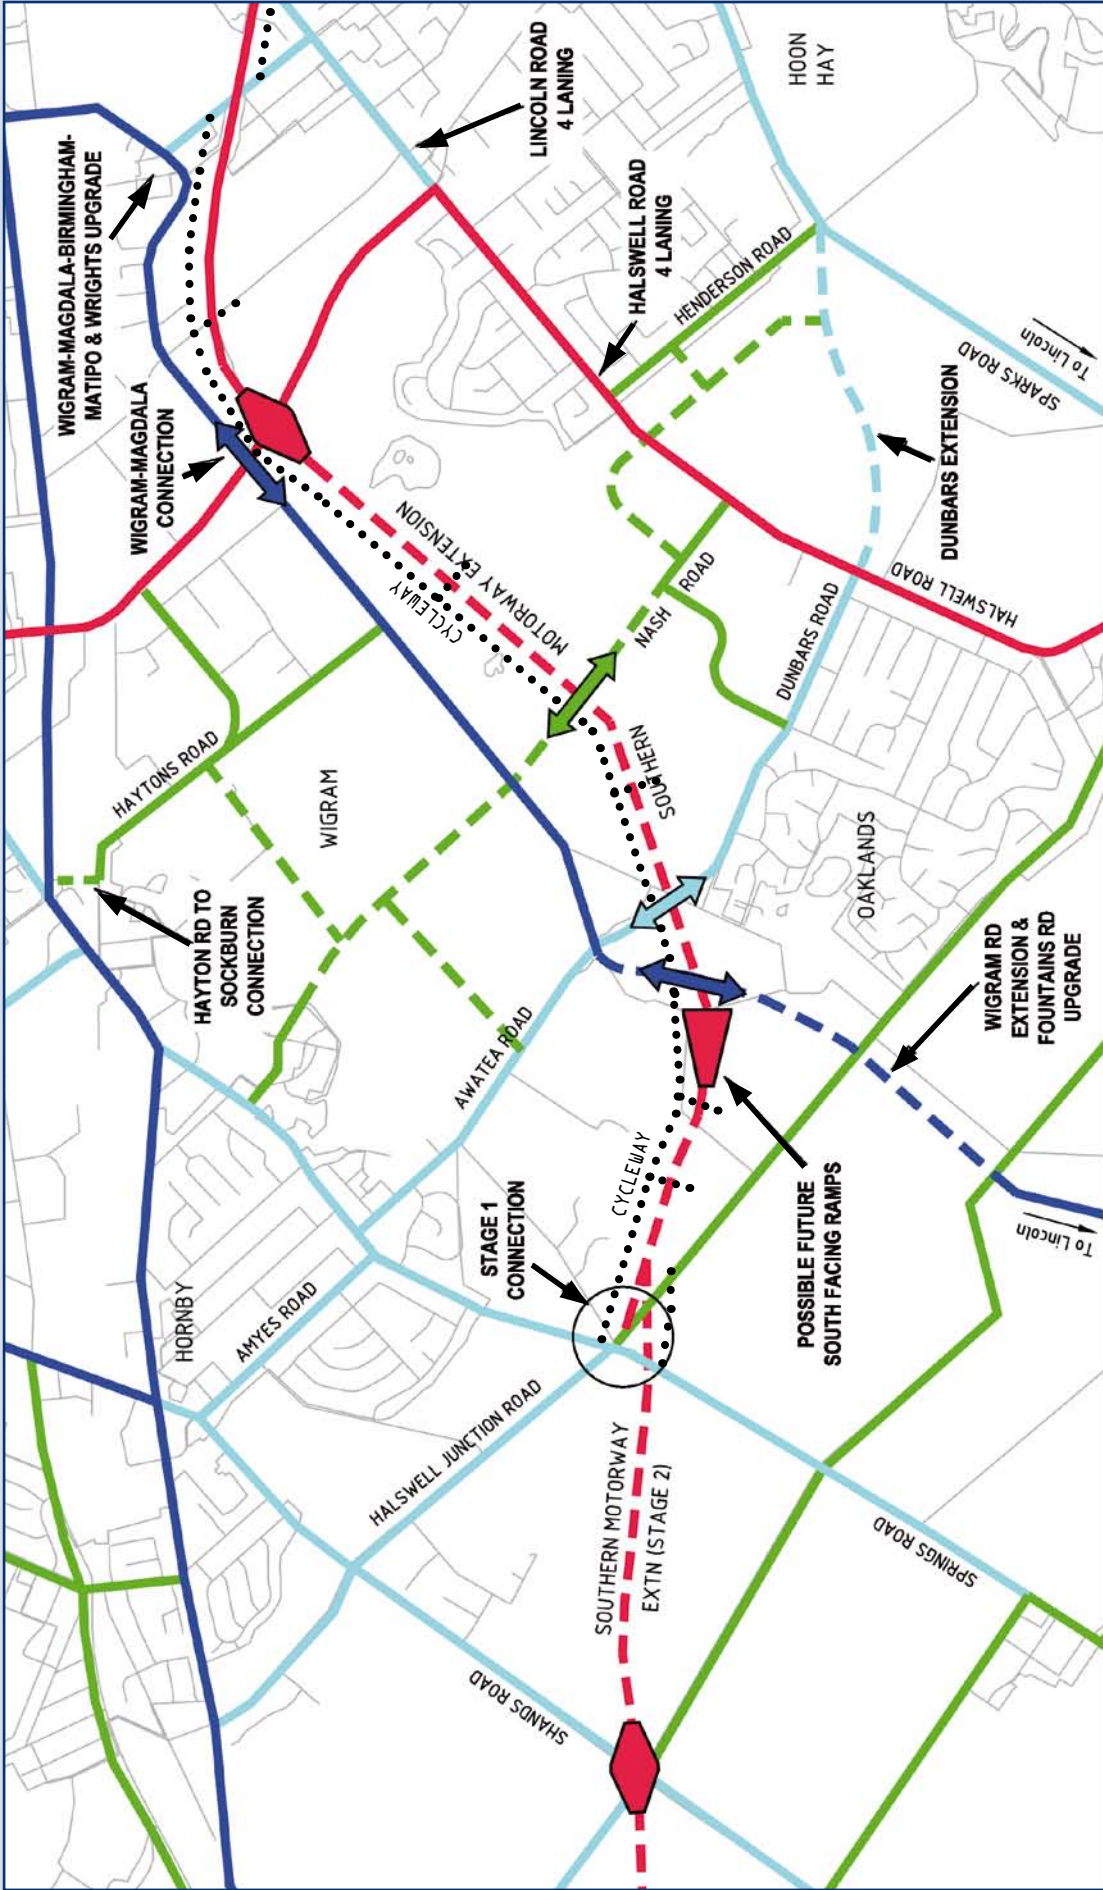 WIGRAM-MAGDALA-BIRMINGHAM-
MATIPO & WRIGHTS UPGRADE
WIGRAM-MAGDALA
CONNECTION
LINCOLN ROAD
4 LANING
HOON
HAY
HALSWELL ROAD
4 LANING
HENDERSON ROAD
To Lincoln
SPARKS ROAD
DUNBARS EXTENSION
HALSWELL ROAD
DUNBARS ROAD
NASH
ROAD
MOTORWAY EXTENSION
CYCLEWAY
SOUTHERN
HAYTONS ROAD
WIGRAM
HAYTON RD TO
SOCKBURN
CONNECTION
OAKLANDS
WIGRAM RD
EXTENSION &
FOUNTAINS RD
UPGRADE
AWATEA ROAD
CYCLEWAY
STAGE 1
CONNECTION
POSSIBLE FUTURE
SOUTH FACING RAMPS
To Lincoln
HORNBY
AMYES ROAD
HALSWELL JUNCTION ROAD
SOUTHERN MOTORWAY
EXTN (STAGE 2)
SPRINGS ROAD
SHANDS ROAD